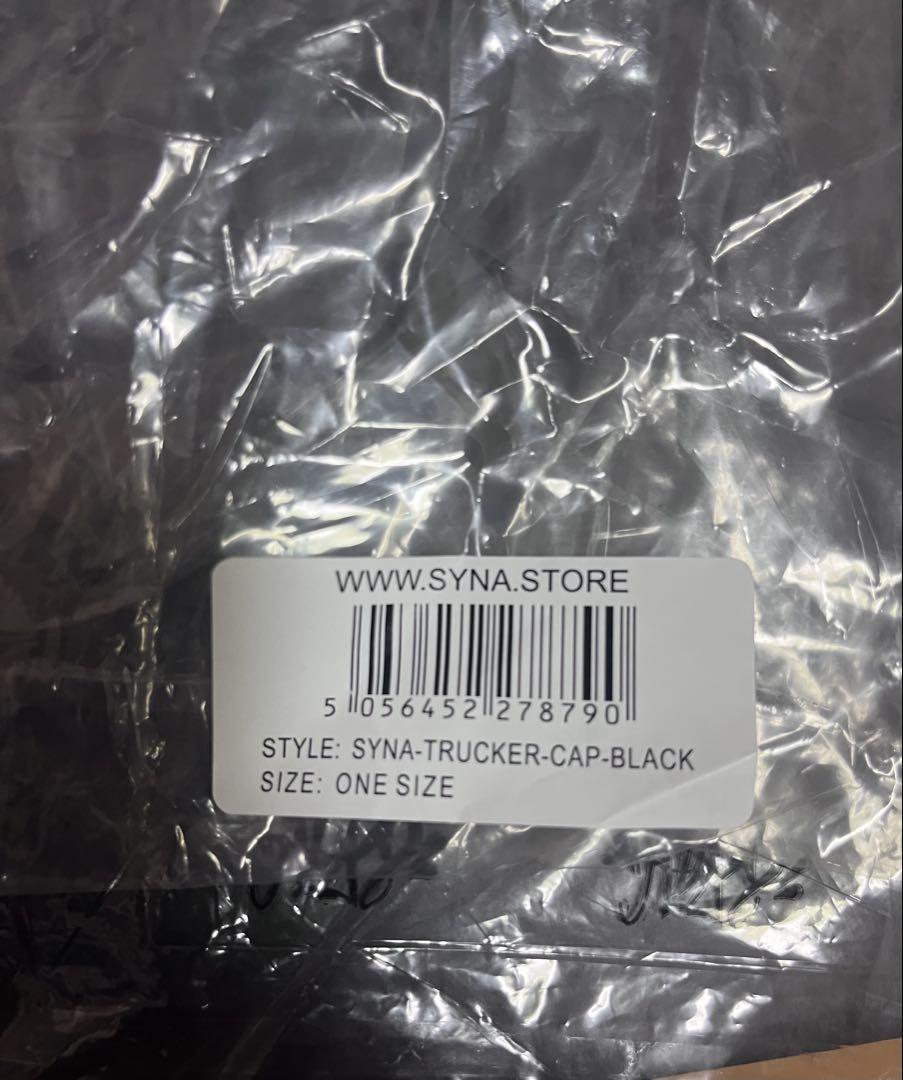 WWW.SYNA.STORE
5 056452 278790
STYLE: SYNA-TRUCKER-CAP-BLACK
SIZE: ONE SIZE